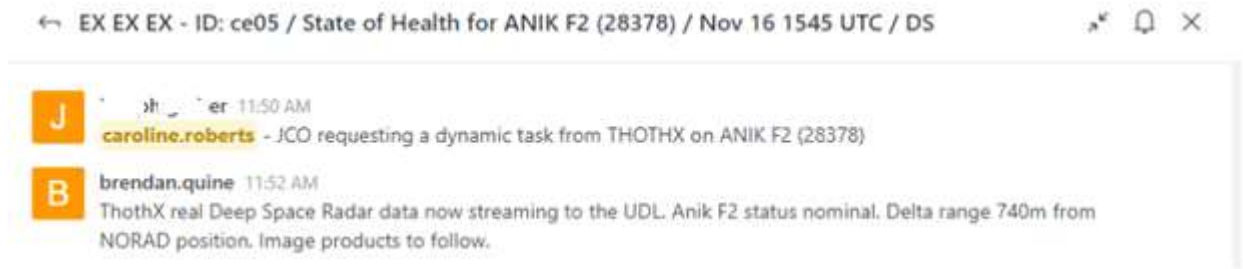 EX EX EX - ID: ce05 / State of Health for ANIK F2 (28378) / Nov 16 1545 UTC / DS
J
11:50 AM
caroline.roberts - JCO requesting a dynamic task from THOTHX on ANIK F2 (28378)
B
brendan.quine 11:52 AM
ThothX real Deep Space Radar data now streaming to the UDL. Anik F2 status nominal. Delta range 740m from
NORAD position. Image products to follow.